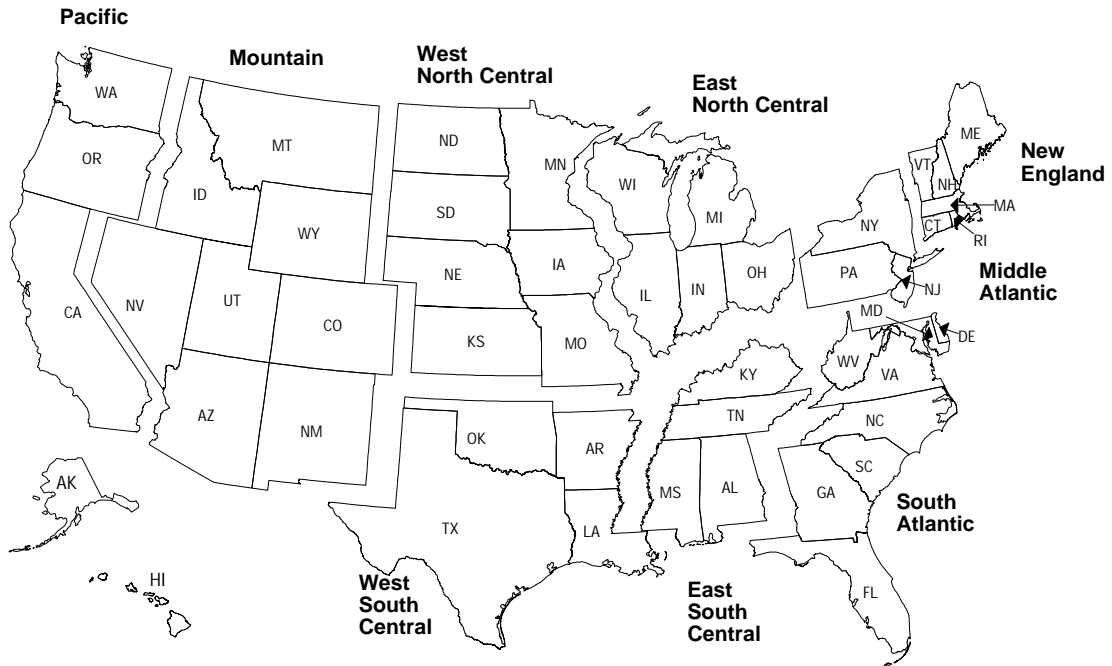 Pacific
Mountain
West
North Central
East
North Central
New
England
Middle
Atlantic
South
Atlantic
East
South
Central
West
South
Central
WA
OR
CA
AK
HI
MT
ID
WY
NV
UT
CO
AZ
NM
ND
SD
NE
KS
MN
IA
MO
WI
MI
IL
IN
OH
ME
VT
NH
MA
CT
RI
NY
PA
NJ
MD
DE
WV
VA
NC
SC
GA
FL
KY
TN
MS
AL
OK
AR
TX
LA